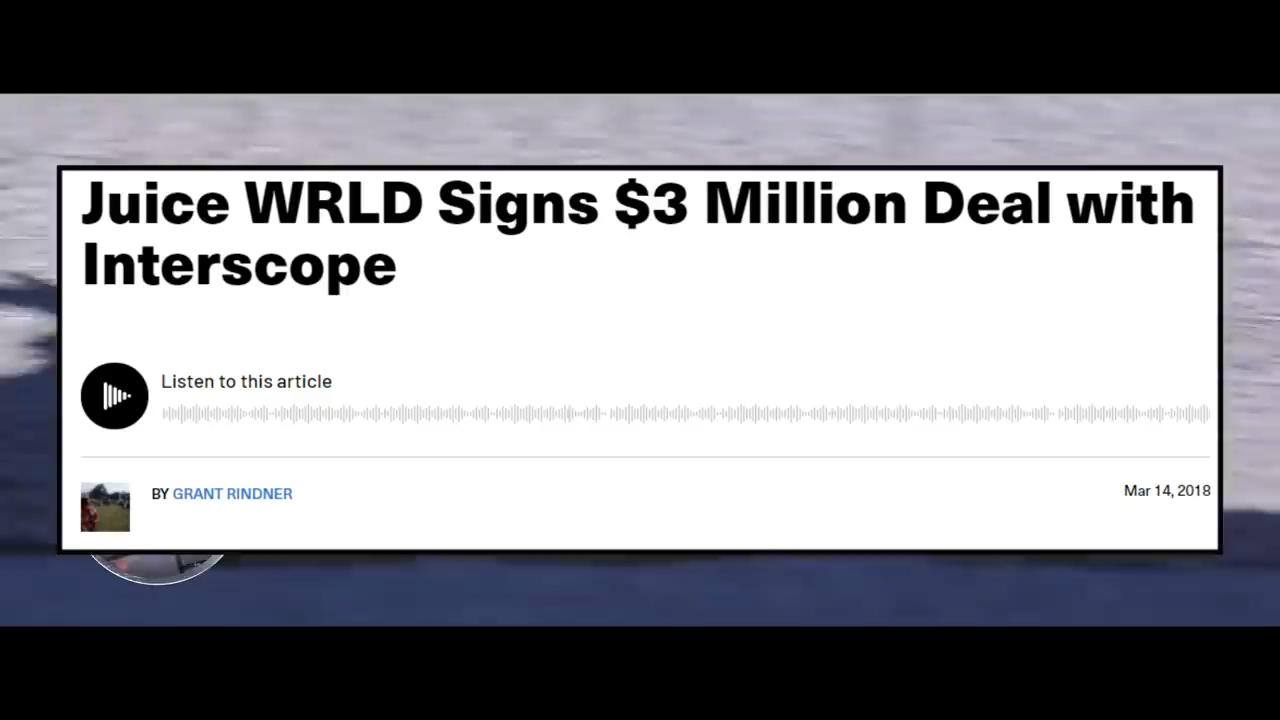 Juice WRLD Signs $3 Million Deal with
Interscope
Listen to this article
BY GRANT RINDNER
Mar 14, 2018